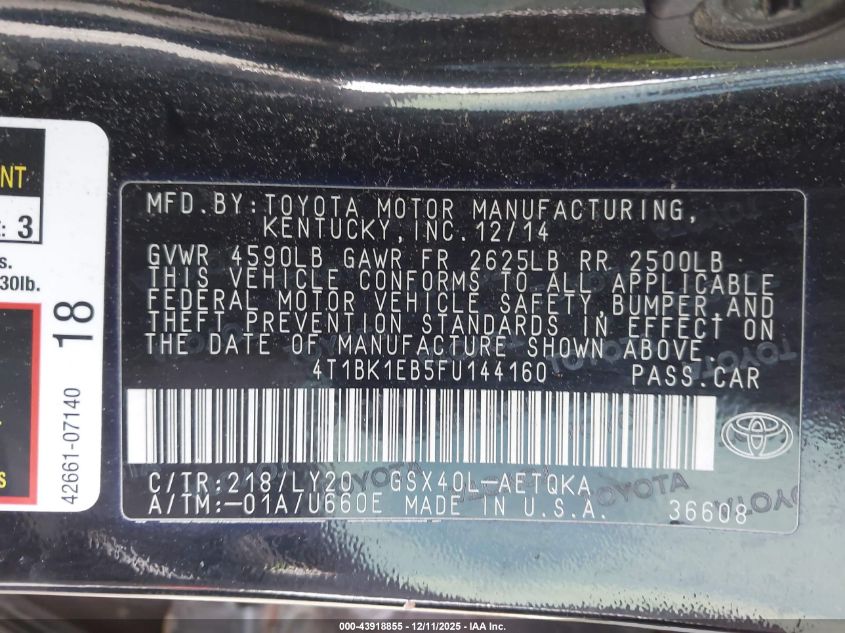 NT
: 3
s.
30lb.
18
42661-07140
s
MFD. BY: TOYOTA MOTOR MANUFACTURING,
KENTUCKY, INC. 12/14
GVWR 4590LB GAWR FR 2625LB RR 2500LB
THIS VEHICLE CONFORMS TO ALL APPLICABLE
FEDERAL MOTOR VEHICLE SAFETY, BUMPER, AND
THEFT PREVENTION STANDARDS IN EFFECT ON
THE DATE OF MANUFACTURE SHOWN ABOVE.
4T1BK1EB5FU144160 PASS. CAR
C/TR: 218/LY20 GSX40L-AETQKA
A/TM: -01A/U660E MADE IN U.S.A. 36608
000-43918855 - 12/11/2025 - IAA Inc.